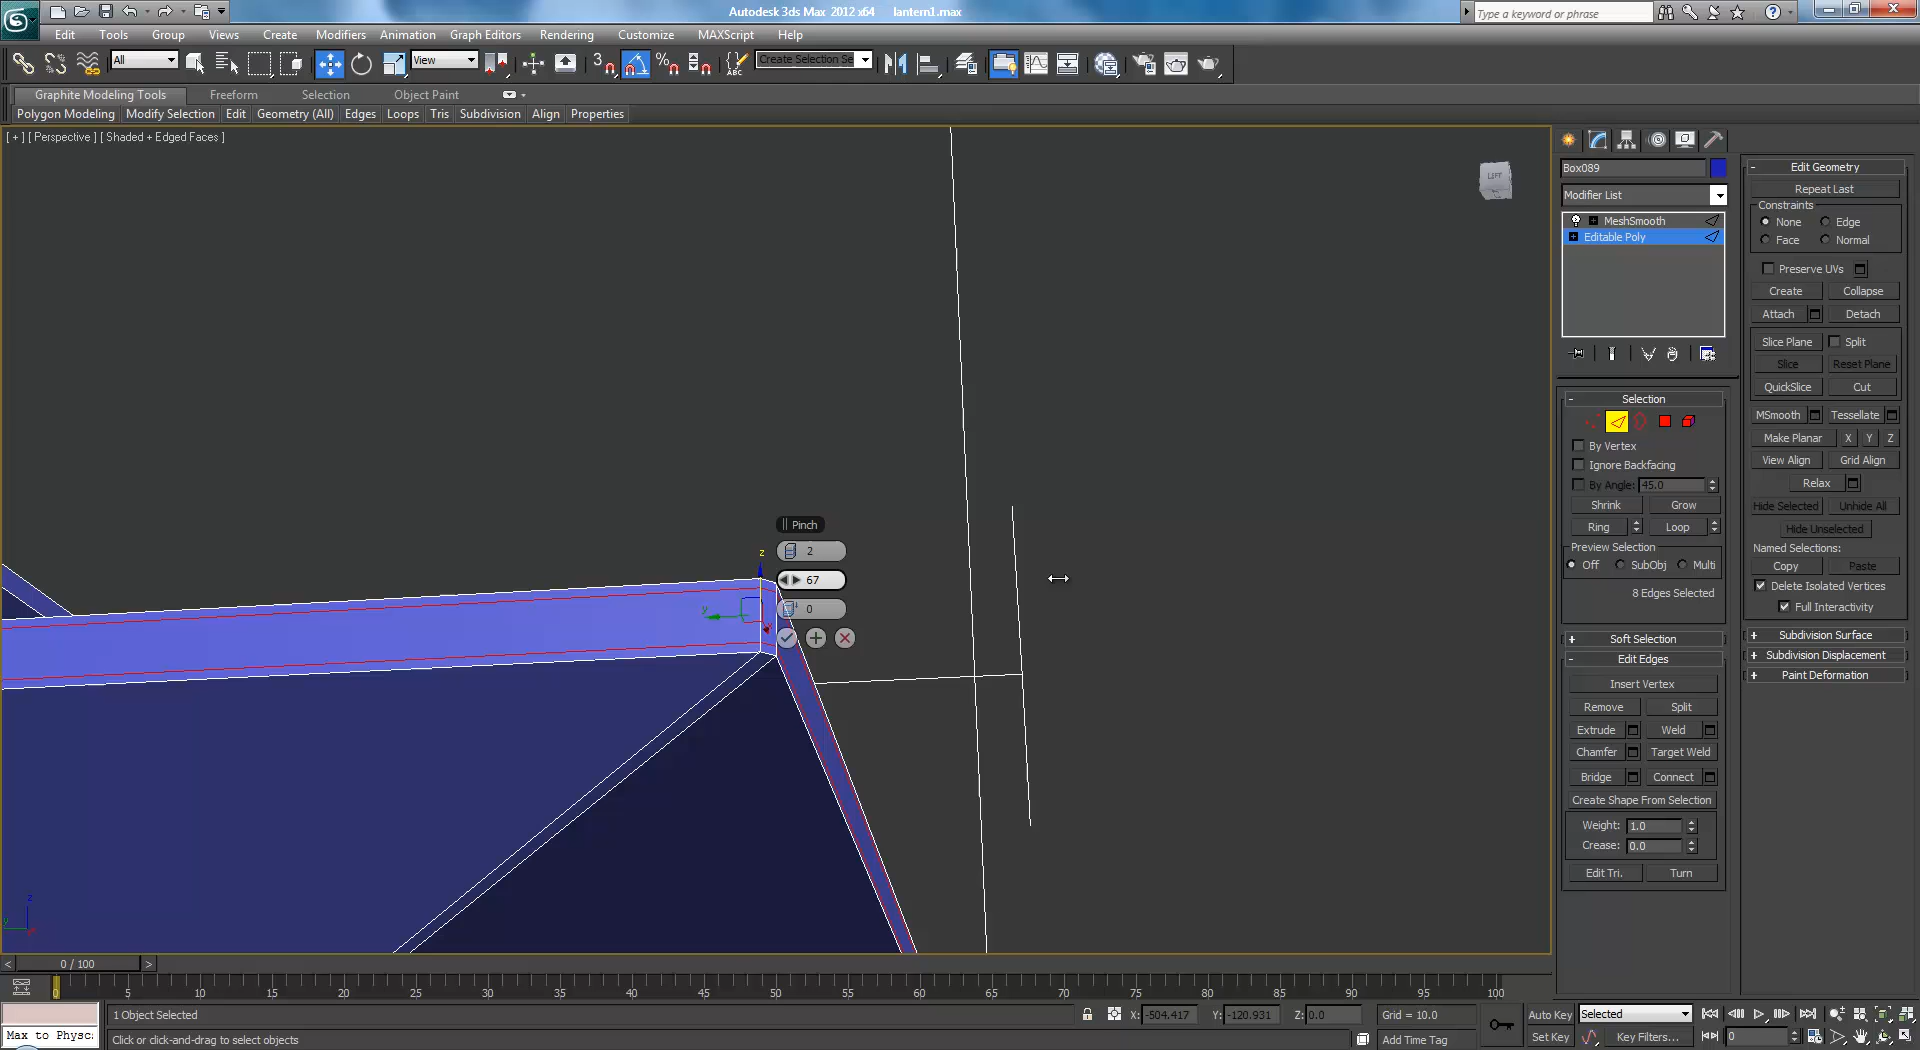 Autodesk 3ds Max 2012 x64 lantern1.max
Type a keyword or phrase
Edit Tools Group Views Create Modifiers Animation Graph Editors Rendering Customize MAXScript Help
All
View
3
Create Selection Se
Graphite Modeling Tools Freeform Selection Object Paint
Polygon Modeling Modify Selection Edit Geometry (All) Edges Loops Tris Subdivision Align Properties
[ + ] [ Perspective ] [ Shaded + Edged Faces ]
LEFT
Box089
Modifier List
MeshSmooth
Editable Poly
Selection
By Vertex
Ignore Backfacing
By Angle: 45.0
Shrink Grow
Ring Loop
Preview Selection
Off SubObj Multi
8 Edges Selected
Soft Selection
Edit Edges
Insert Vertex
Remove Split
Extrude Weld
Chamfer Target Weld
Bridge Connect
Create Shape From Selection
Weight: 1.0
Crease: 0.0
Edit Tri. Turn
Edit Geometry
Repeat Last
Constraints
None Edge
Face Normal
Preserve UVs
Create Collapse
Attach Detach
Slice Plane Split
Slice Reset Plane
QuickSlice Cut
MSmooth Tessellate
Make Planar X Y Z
View Align Grid Align
Relax
Hide Selected Unhide All
Hide Unselected
Named Selections:
Copy Paste
Delete Isolated Vertices
Full Interactivity
Subdivision Surface
Subdivision Displacement
Paint Deformation
Pinch
2
67
0
z
y
z
y
0 / 100
0 5 10 15 20 25 30 35 40 45 50 55 60 65 70 75 80 85 90 95 100
1 Object Selected
X: -504.417 Y: -120.931 Z: 0.0 Grid = 10.0
Auto Key Selected
Max to Physc
Click or click-and-drag to select objects
Add Time Tag
Set Key Key Filters... 0